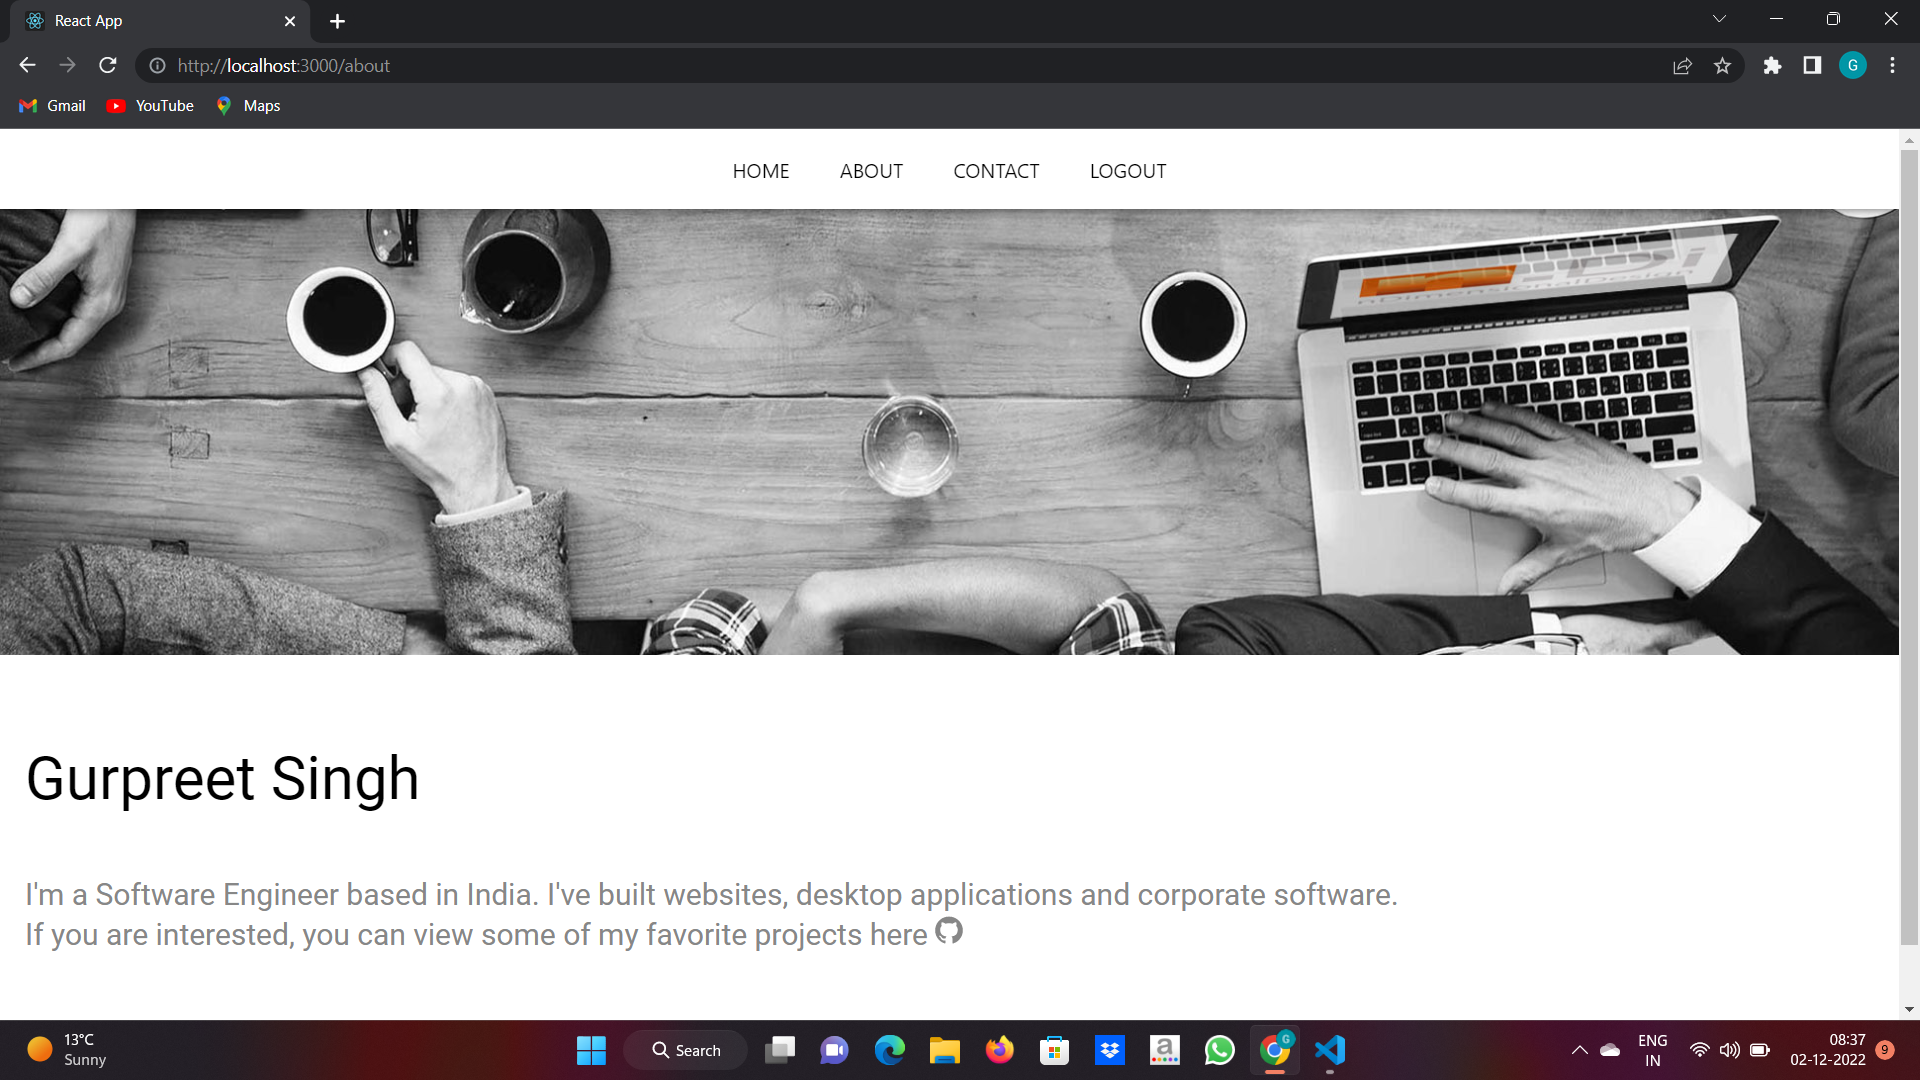 React App
http://localhost:3000/about
G
Gmail
YouTube
Maps
HOME
ABOUT
CONTACT
LOGOUT
Gurpreet Singh
I'm a Software Engineer based in India. I've built websites, desktop applications and corporate software.
If you are interested, you can view some of my favorite projects here
13°C
Sunny
Search
a
G
ENG
IN
08:37
02-12-2022
9